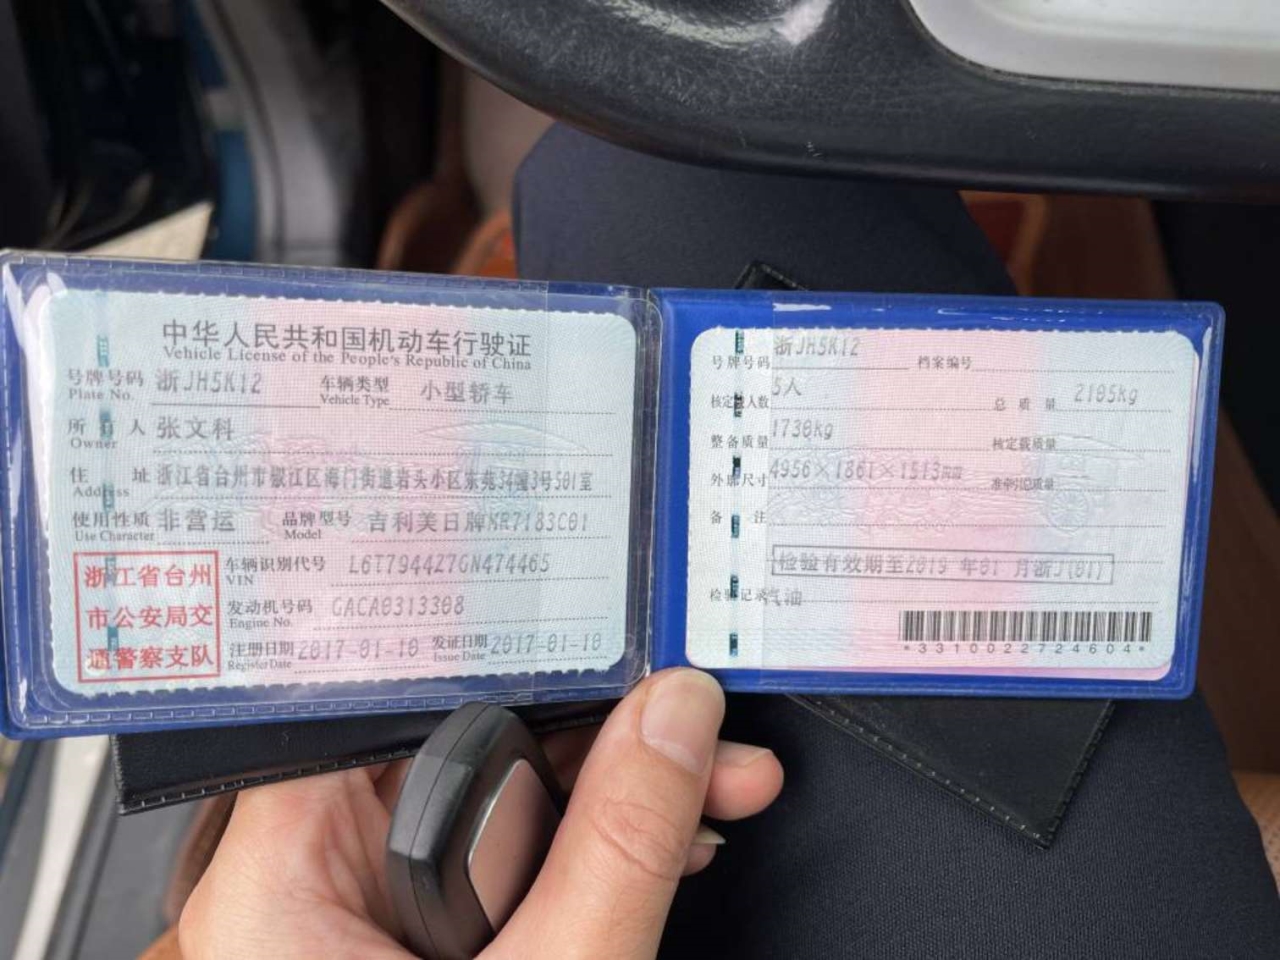 中华人民共和国机动车行驶证
Vehicle License of the People's Republic of China
号牌号码 浙JH5K12 车辆类型 小型轿车
Plate No. Vehicle Type
所有人 张文科
Owner
住址 浙江省台州市椒江区海门街道岩头小区东苑34幢3号501室
Address
使用性质 非营运 品牌型号 吉利美日牌MR7183C01
Use Character Model
浙江省台州
市公安局交
通警察支队
车辆识别代号 L6T7944Z7GN474465
VIN
发动机号码 GACA0313308
Engine No.
注册日期 2017-01-10 发证日期 2017-01-10
Register Date Issue Date
号牌号码 浙JH5K12 档案编号
核定载人数 5人 总质量 2185kg
整备质量 1736kg 核定载质量
外廓尺寸 4956×1861×1513mm 准牵引总质量 --
备注
检验有效期至2019 年01 月浙J(01)
检验记录 汽油
*3310022724604*